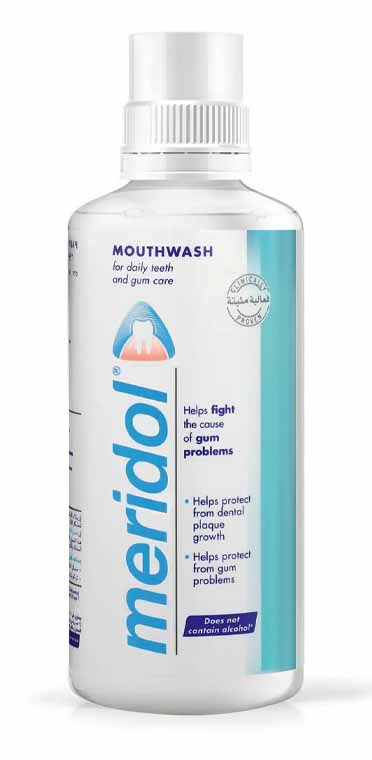 MOUTHWASH
for daily teeth
and gum care
CLINICALLY
فعالية مثبتة
PROVEN
meridol®
Helps fight
the cause
of gum
problems
• Helps protect
from dental
plaque
growth
• Helps protect
from gum
problems
Does not
contain alcohol*